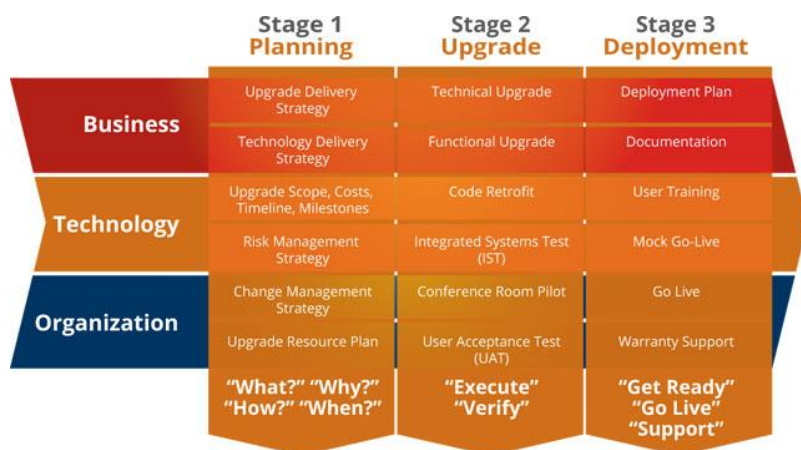 Stage 1
Planning
Stage 2
Upgrade
Stage 3
Deployment
Business
Upgrade Delivery
Strategy
Technical Upgrade
Deployment Plan
Technology Delivery
Strategy
Functional Upgrade
Documentation
Technology
Upgrade Scope, Costs,
Timeline, Milestones
Code Retrofit
User Training
Risk Management
Strategy
Integrated Systems Test
(IST)
Mock Go-Live
Organization
Change Management
Strategy
Conference Room Pilot
Go Live
Upgrade Resource Plan
User Acceptance Test
(UAT)
Warranty Support
“What?” “Why?”
“How?” “When?”
“Execute”
“Verify”
“Get Ready”
“Go Live”
“Support”